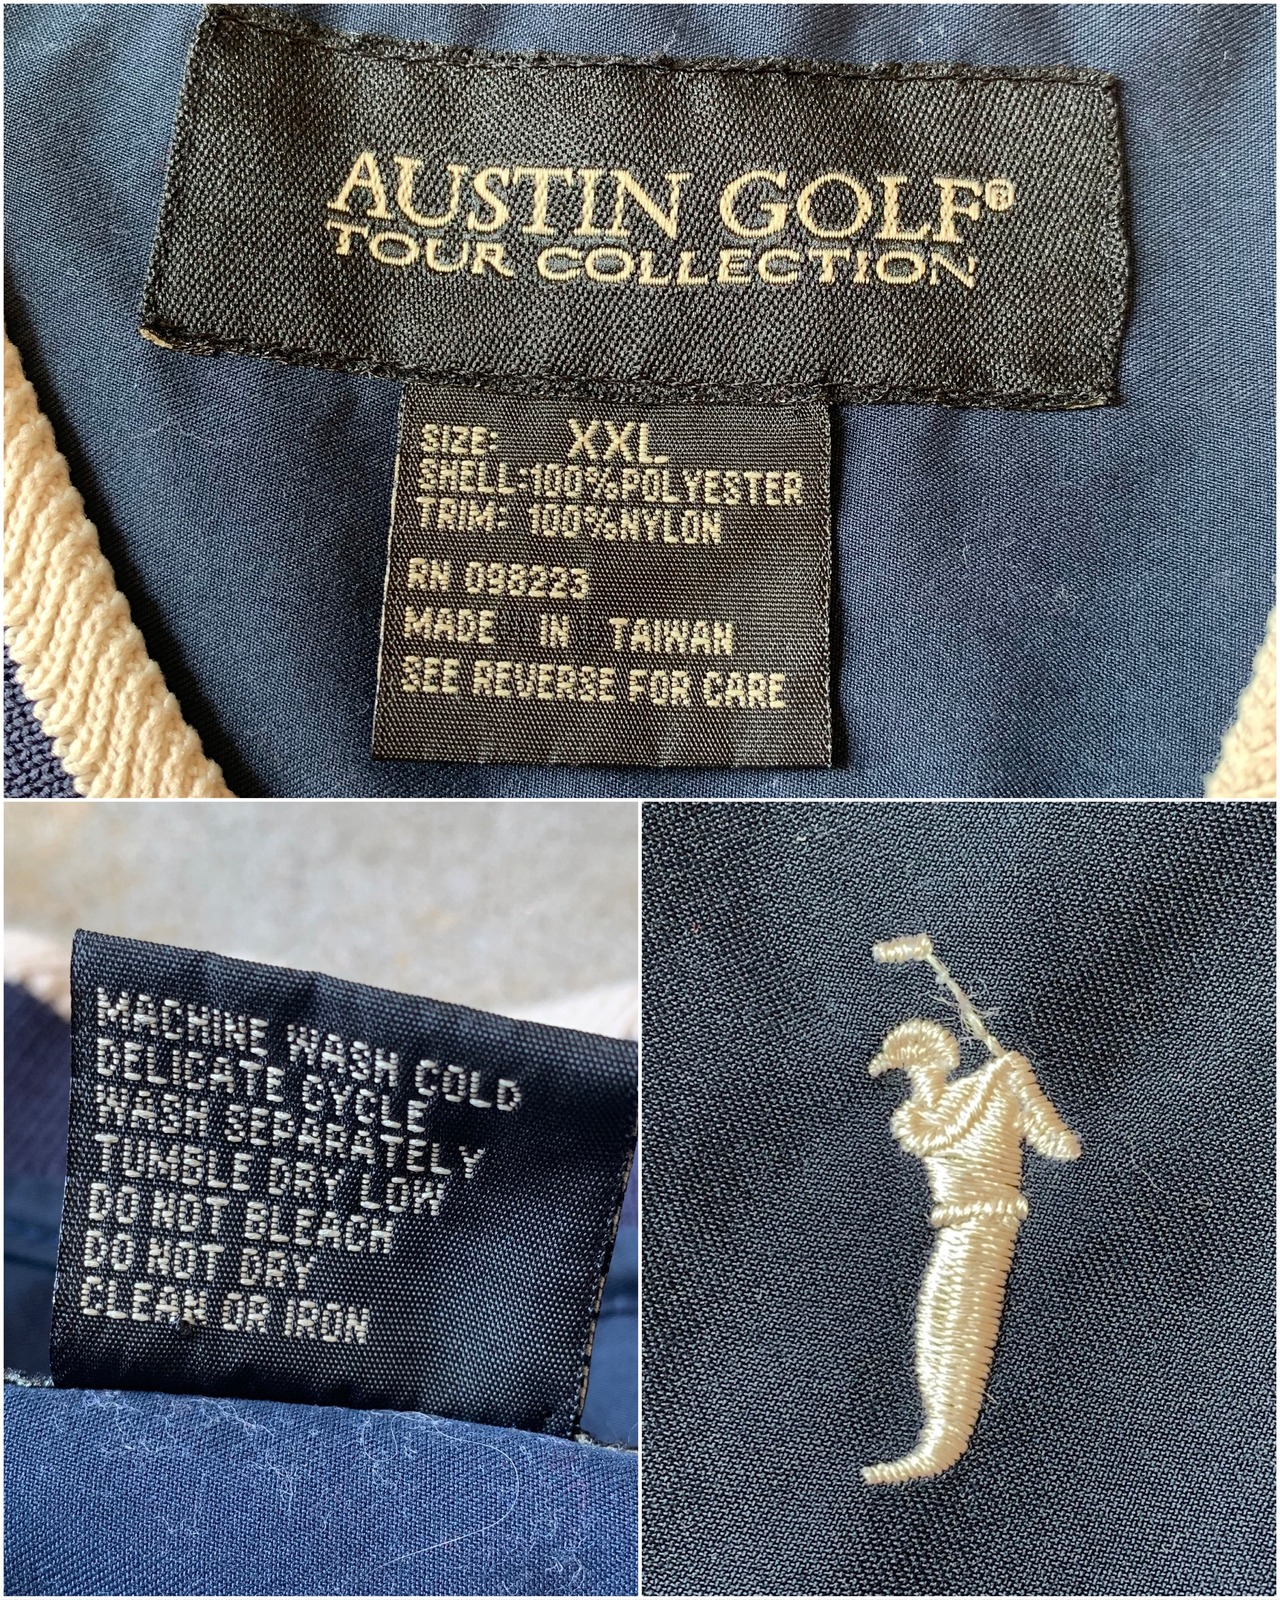 AUSTIN GOLF®
TOUR COLLECTION
SIZE: XXL
SHELL:100%POLYESTER
TRIM: 100%NYLON
RN 093223
MADE IN TAIWAN
SEE REVERSE FOR CARE
MACHINE WASH COLD
DELICATE CYCLE
WASH SEPARATELY
TUMBLE DRY LOW
DO NOT BLEACH
DO NOT DRY
CLEAN OR IRON